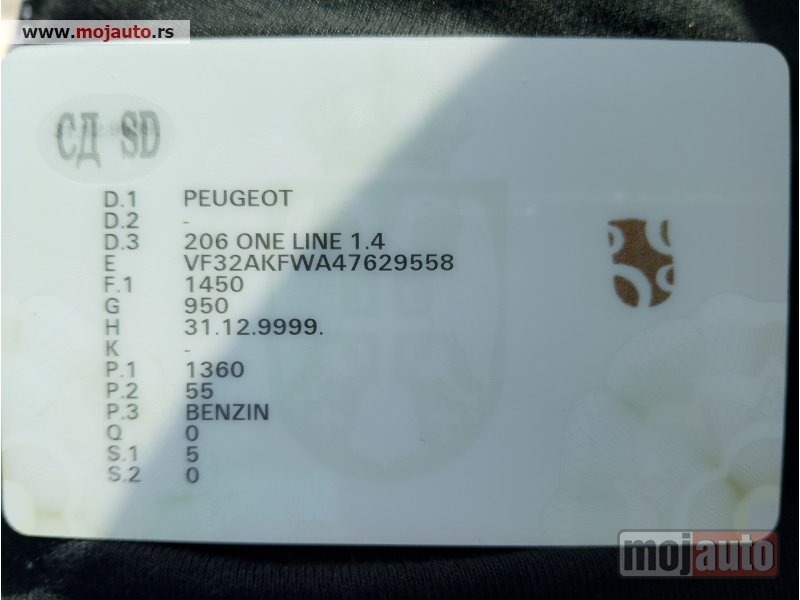 www.mojauto.rs
СД SD
D.1 PEUGEOT
D.2 -
D.3 206 ONE LINE 1.4
E VF32AKFWA47629558
F.1 1450
G 950
H 31.12.9999.
K -
P.1 1360
P.2 55
P.3 BENZIN
Q 0
S.1 5
S.2 0
mojauto